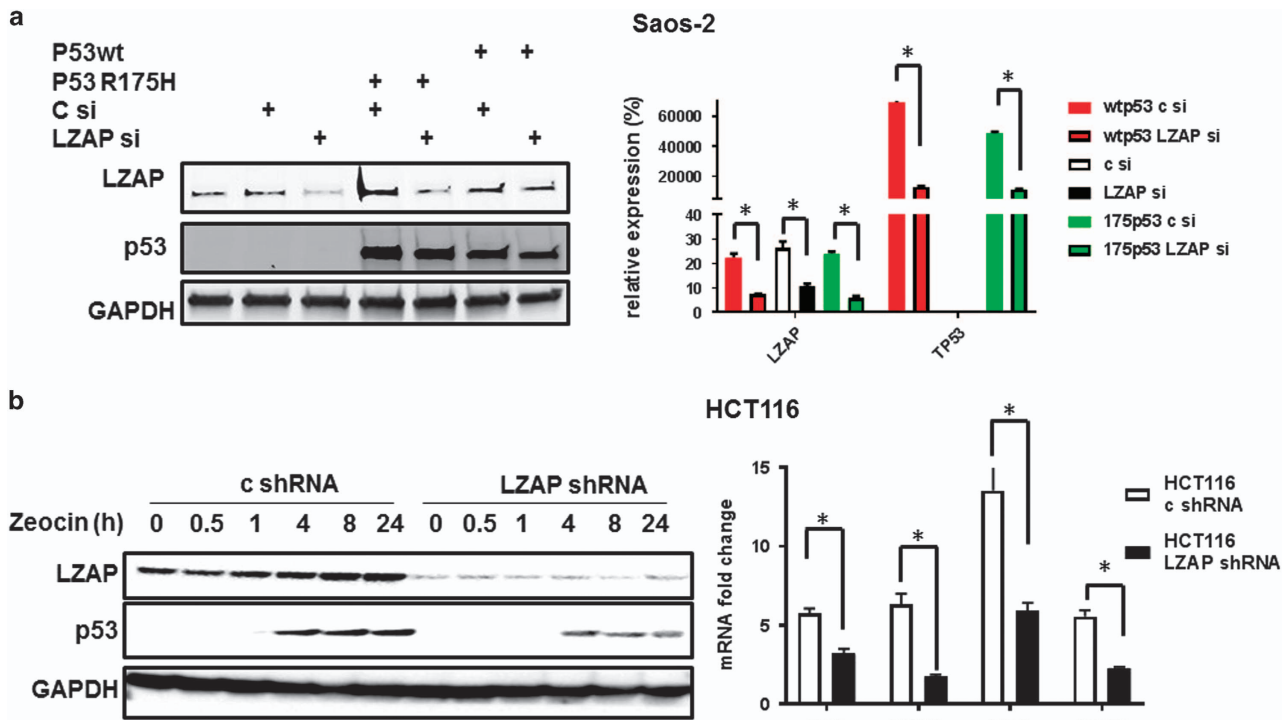 a
Saos-2
P53wt + +
P53 R175H + +
C si + + +
LZAP si + + +
LZAP
p53
GAPDH
relative expression (%)
60000
40000
20000
40
30
20
10
0
* * * * *
LZAP TP53
wtp53 c si
wtp53 LZAP si
c si
LZAP si
175p53 c si
175p53 LZAP si
b
HCT116
c shRNA LZAP shRNA
Zeocin (h) 0 0.5 1 4 8 24 0 0.5 1 4 8 24
LZAP
p53
GAPDH
mRNA fold change
15
10
5
0
* * * *
HCT116
c shRNA
HCT116
LZAP shRNA